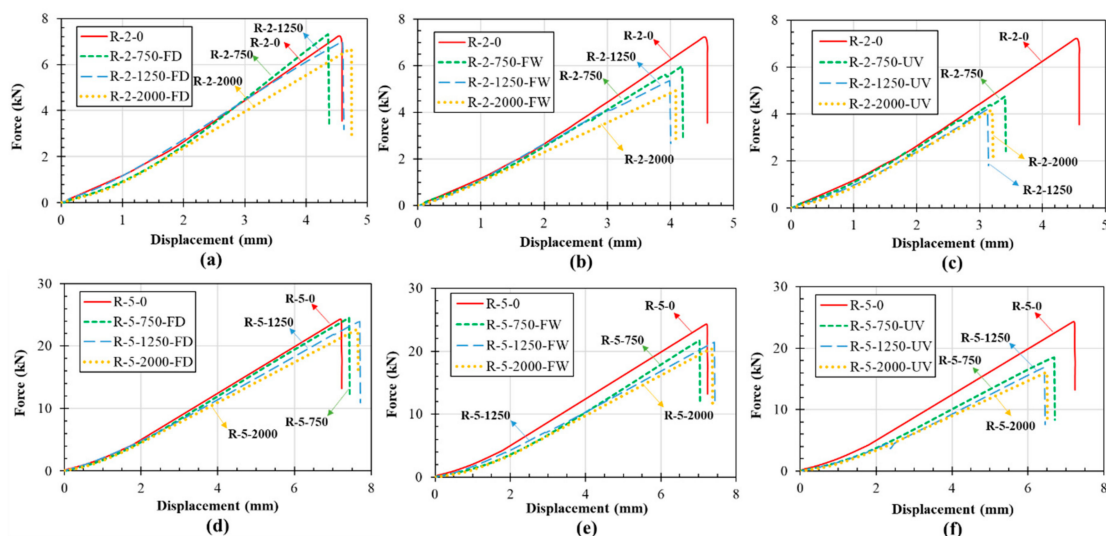 8
6
4
2
0
Force (kN)
R-2-0
R-2-750-FD
R-2-1250-FD
R-2-2000-FD
R-2-1250
R-2-0
R-2-750
R-2-2000
0
1
2
3
4
5
Displacement (mm)
(a)
8
6
4
2
0
Force (kN)
R-2-0
R-2-750-FW
R-2-1250-FW
R-2-2000-FW
R-2-0
R-2-1250
R-2-750
R-2-2000
0
1
2
3
4
5
Displacement (mm)
(b)
8
6
4
2
0
Force (kN)
R-2-0
R-2-750-UV
R-2-1250-UV
R-2-2000-UV
R-2-0
R-2-750
R-2-2000
R-2-1250
0
1
2
3
4
5
Displacement (mm)
(c)
30
20
10
0
Force (kN)
R-5-0
R-5-750-FD
R-5-1250-FD
R-5-2000-FD
R-5-0
R-5-1250
R-5-750
R-5-2000
0
2
4
6
8
Displacement (mm)
(d)
30
20
10
0
Force (kN)
R-5-0
R-5-750-FW
R-5-1250-FW
R-5-2000-FW
R-5-0
R-5-750
R-5-1250
R-5-2000
0
2
4
6
8
Displacement (mm)
(e)
30
20
10
0
Force (kN)
R-5-0
R-5-750-UV
R-5-1250-UV
R-5-2000-UV
R-5-0
R-5-1250
R-5-750
R-5-2000
0
2
4
6
8
Displacement (mm)
(f)